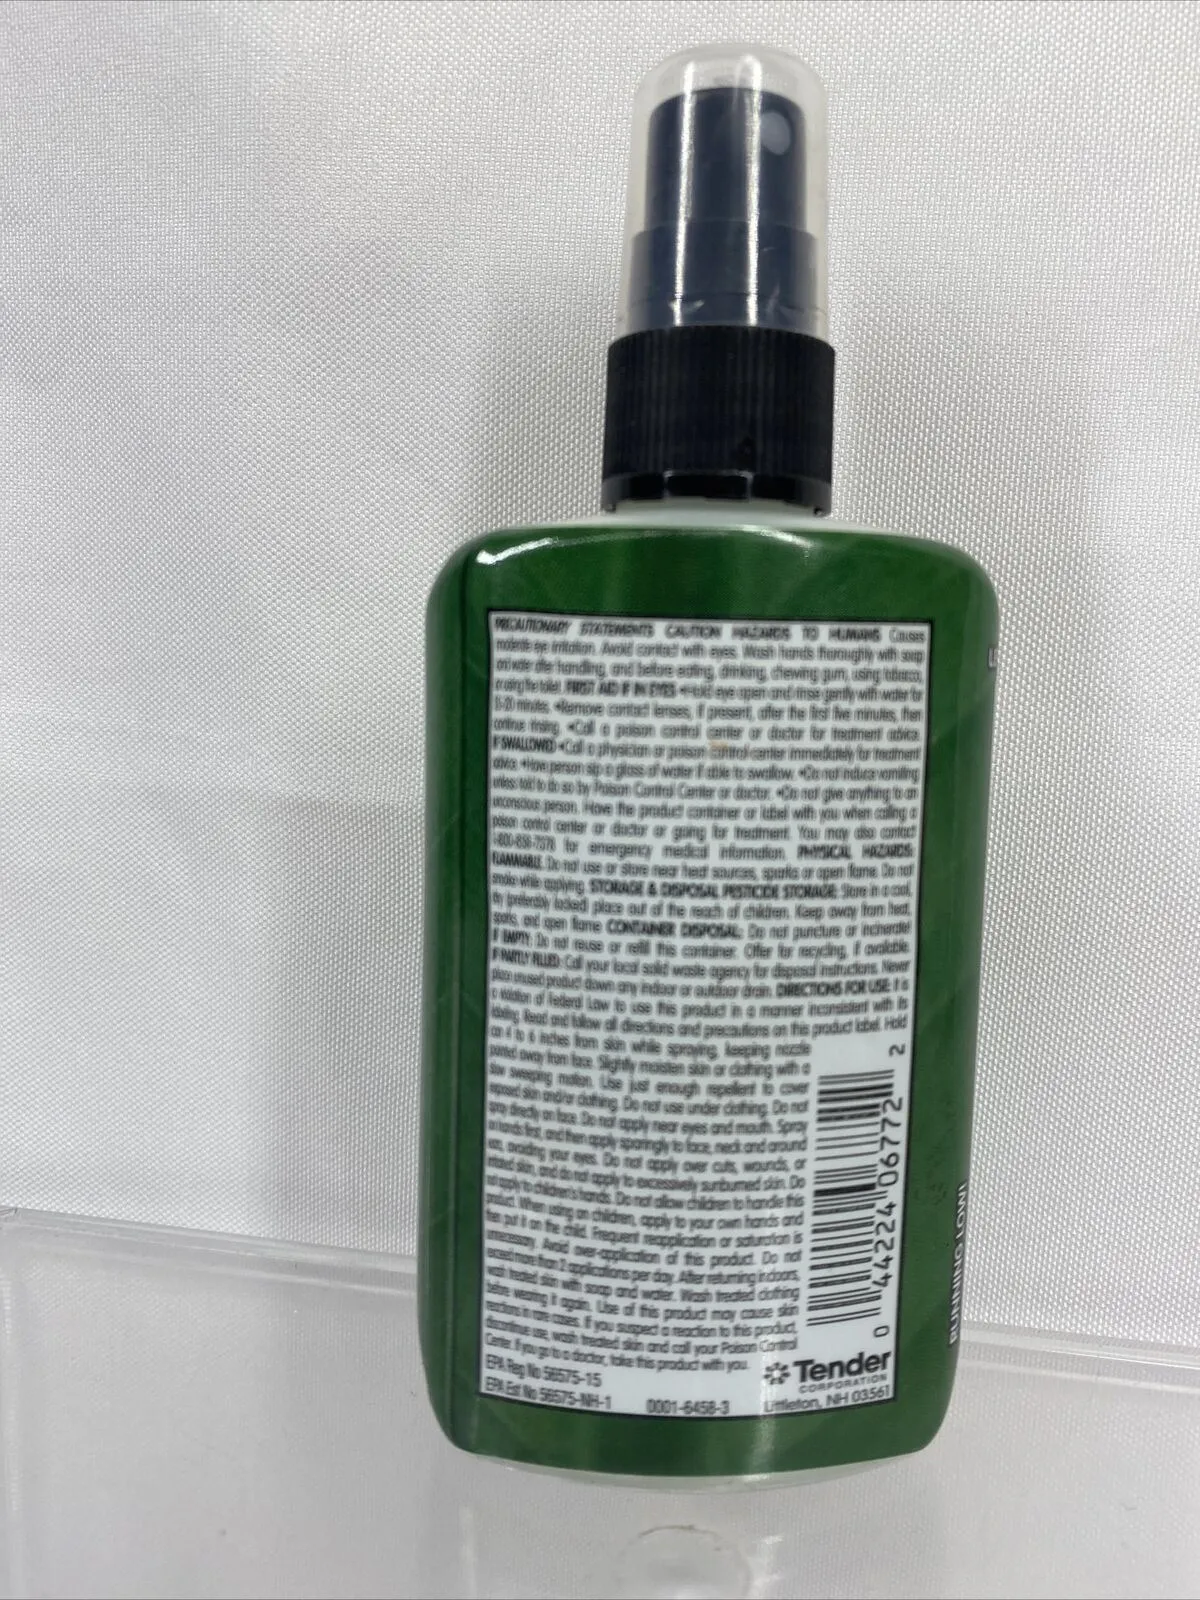 PRECAUTIONARY STATEMENTS CAUTION HAZARDS TO HUMANS Causes
moderate eye irritation. Avoid contact with eyes. Wash hands thoroughly with soap
and water after handling, and before eating, drinking, chewing gum, using tobacco,
or using the toilet. FIRST AID IF IN EYES •Hold eye open and rinse gently with water for
15-20 minutes. •Remove contact lenses, if present, after the first five minutes, then
continue rinsing. •Call a poison control center or doctor for treatment advice.
IF SWALLOWED •Call a physician or poison control center immediately for treatment
advice. •Have person sip a glass of water if able to swallow. •Do not induce vomiting
unless told to do so by Poison Control Center or doctor. •Do not give anything to an
unconscious person. Have the product container or label with you when calling a
poison control center or doctor or going for treatment. You may also contact
for emergency medical information. PHYSICAL HAZARDS:
FLAMMABLE. Do not use or store near heat sources, sparks or open flame. Do not
smoke while applying. STORAGE & DISPOSAL PESTICIDE STORAGE: Store in a cool,
dry (preferably locked) place out of the reach of children. Keep away from heat,
sparks, and open flame CONTAINER DISPOSAL: Do not puncture or incinerate!
IF EMPTY: Do not reuse or refill this container. Offer for recycling, if available.
IF PARTLY FILLED: Call your local solid waste agency for disposal instructions. Never
place unused product down any indoor or outdoor drain. DIRECTIONS FOR USE: It is
a violation of Federal Law to use this product in a manner inconsistent with its
labeling. Read and follow all directions and precautions on this product label. Hold
can 4 to 6 inches from skin while spraying, keeping nozzle
pointed away from face. Slightly moisten skin or clothing with a
slow sweeping motion. Use just enough repellent to cover
exposed skin and/or clothing. Do not use under clothing. Do not
spray directly on face. Do not apply near eyes and mouth. Spray
on hands first, and then apply sparingly to face, neck and around
ears, avoiding your eyes. Do not apply over cuts, wounds, or
irritated skin, and do not apply to excessively sunburned skin. Do
not apply to children's hands. Do not allow children to handle this
product. When using on children, apply to your own hands and
then put it on the child. Frequent reapplication or saturation is
unnecessary. Avoid over-application of this product. Do not
exceed more than 2 applications per day. After returning indoors,
wash treated skin with soap and water. Wash treated clothing
before wearing it again. Use of this product may cause skin
reactions in rare cases. If you suspect a reaction to this product,
discontinue use, wash treated skin and call your Poison Control
Center. If you go to a doctor, take this product with you.
EPA Reg No 56575-15
EPA Est No 56575-NH-1 0001-6458-3
0 44224 06772 2
Tender
CORPORATION
Littleton, NH 03561
RUNNING LOW!